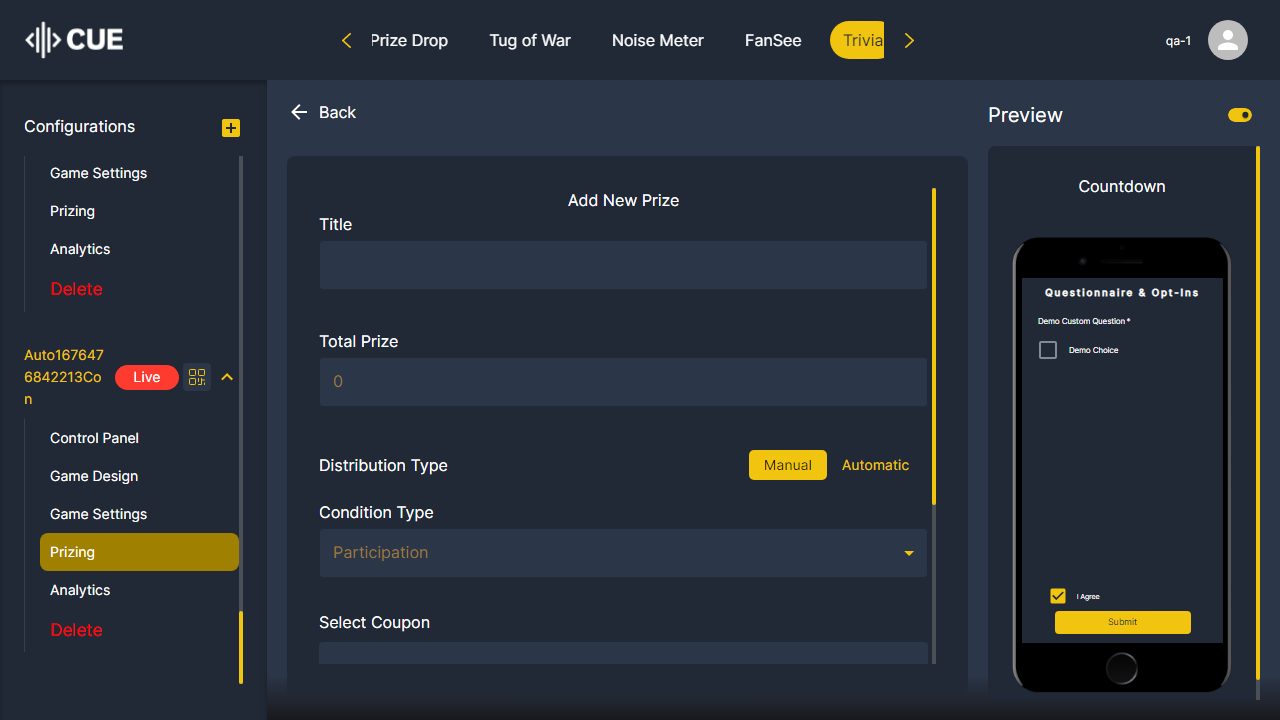 CUE
Prize Drop
Tug of War
Noise Meter
FanSee
Trivia
qa-1
Configurations
Game Settings
Prizing
Analytics
Delete
Auto167647
6842213Co
n
Live
Control Panel
Game Design
Game Settings
Prizing
Analytics
Delete
Back
Add New Prize
Title
Total Prize
0
Distribution Type
Manual
Automatic
Condition Type
Participation
Select Coupon
Preview
Countdown
Questionnaire & Opt-Ins
Demo Custom Question *
Demo Choice
I Agree
Submit